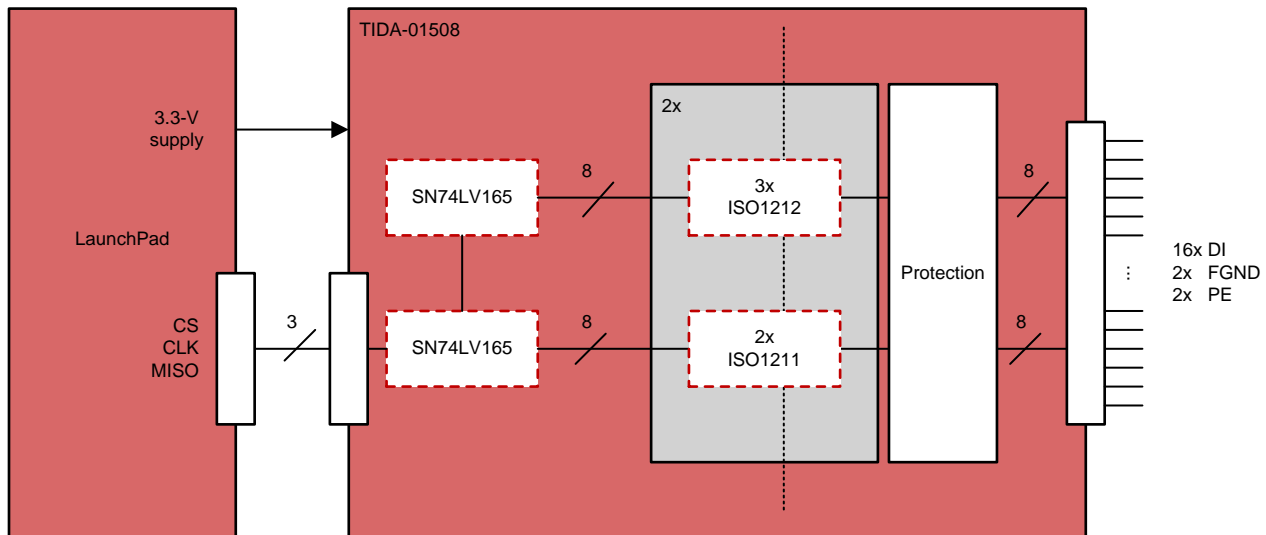 TIDA-01508
3.3-V
supply
LaunchPad
CS
CLK
MISO
3
SN74LV165
SN74LV165
8
8
2x
3x
ISO1212
2x
ISO1211
Protection
8
8
16x DI
2x FGND
2x PE